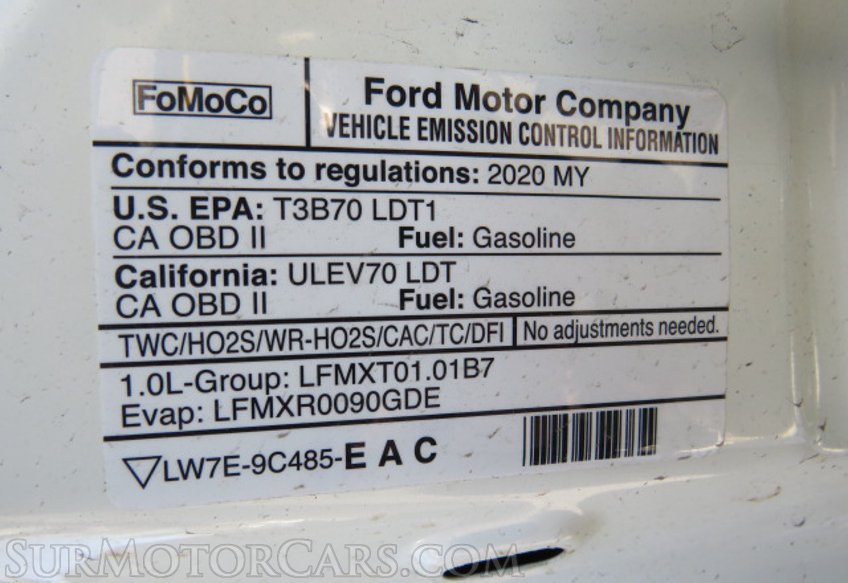 FoMoCo
Ford Motor Company
VEHICLE EMISSION CONTROL INFORMATION
Conforms to regulations: 2020 MY
U.S. EPA: T3B70 LDT1
CA OBD II Fuel: Gasoline
California: ULEV70 LDT
CA OBD II Fuel: Gasoline
TWC/HO2S/WR-HO2S/CAC/TC/DFI No adjustments needed.
1.0L-Group: LFMXT01.01B7
Evap: LFMXR0090GDE
LW7E-9C485-E A C
SurMotorCars.com